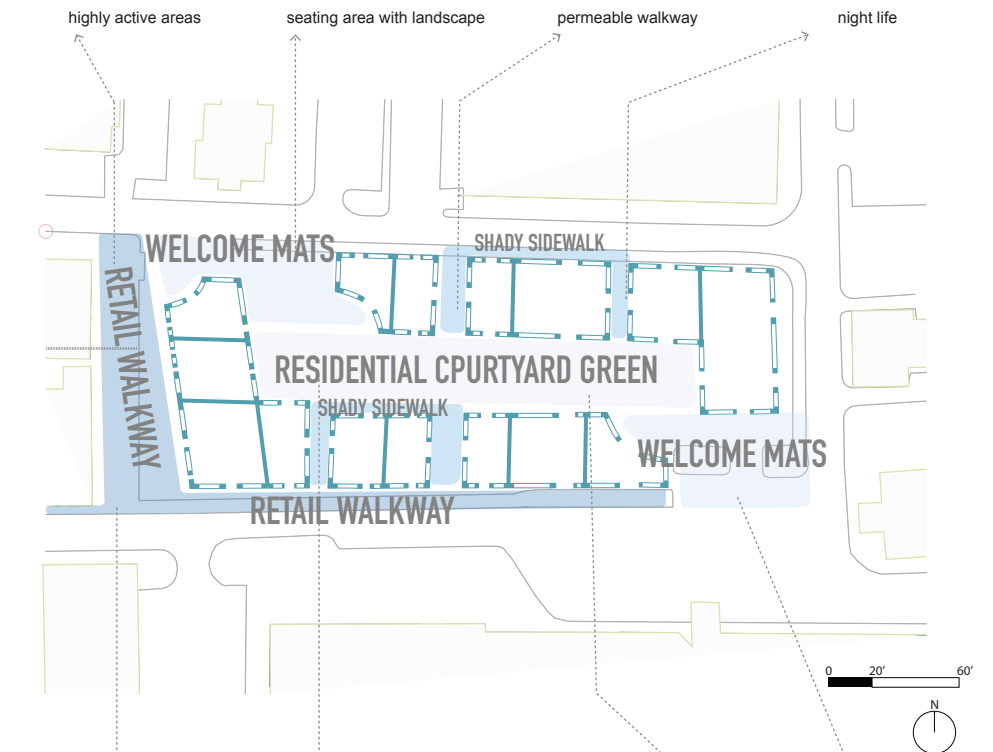 highly active areas
seating area with landscape
permeable walkway
night life
WELCOME MATS
SHADY SIDEWALK
RETAIL WALKWAY
RESIDENTIAL CPURTYARD GREEN
SHADY SIDEWALK
WELCOME MATS
RETAIL WALKWAY
0 20' 60'
N